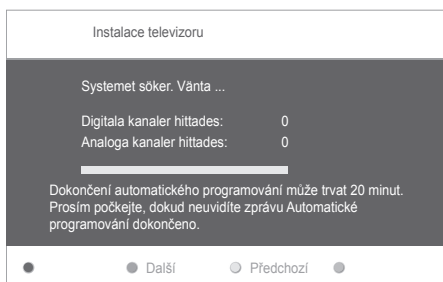 Instalace televizoru
Systemet söker. Vänta ...
Digitala kanaler hittades: 0
Analoga kanaler hittades: 0
Dokončení automatického programování může trvat 20 minut.
Prosím počkejte, dokud neuvidíte zprávu Automatické
programování dokončeno.
Další Předchozí